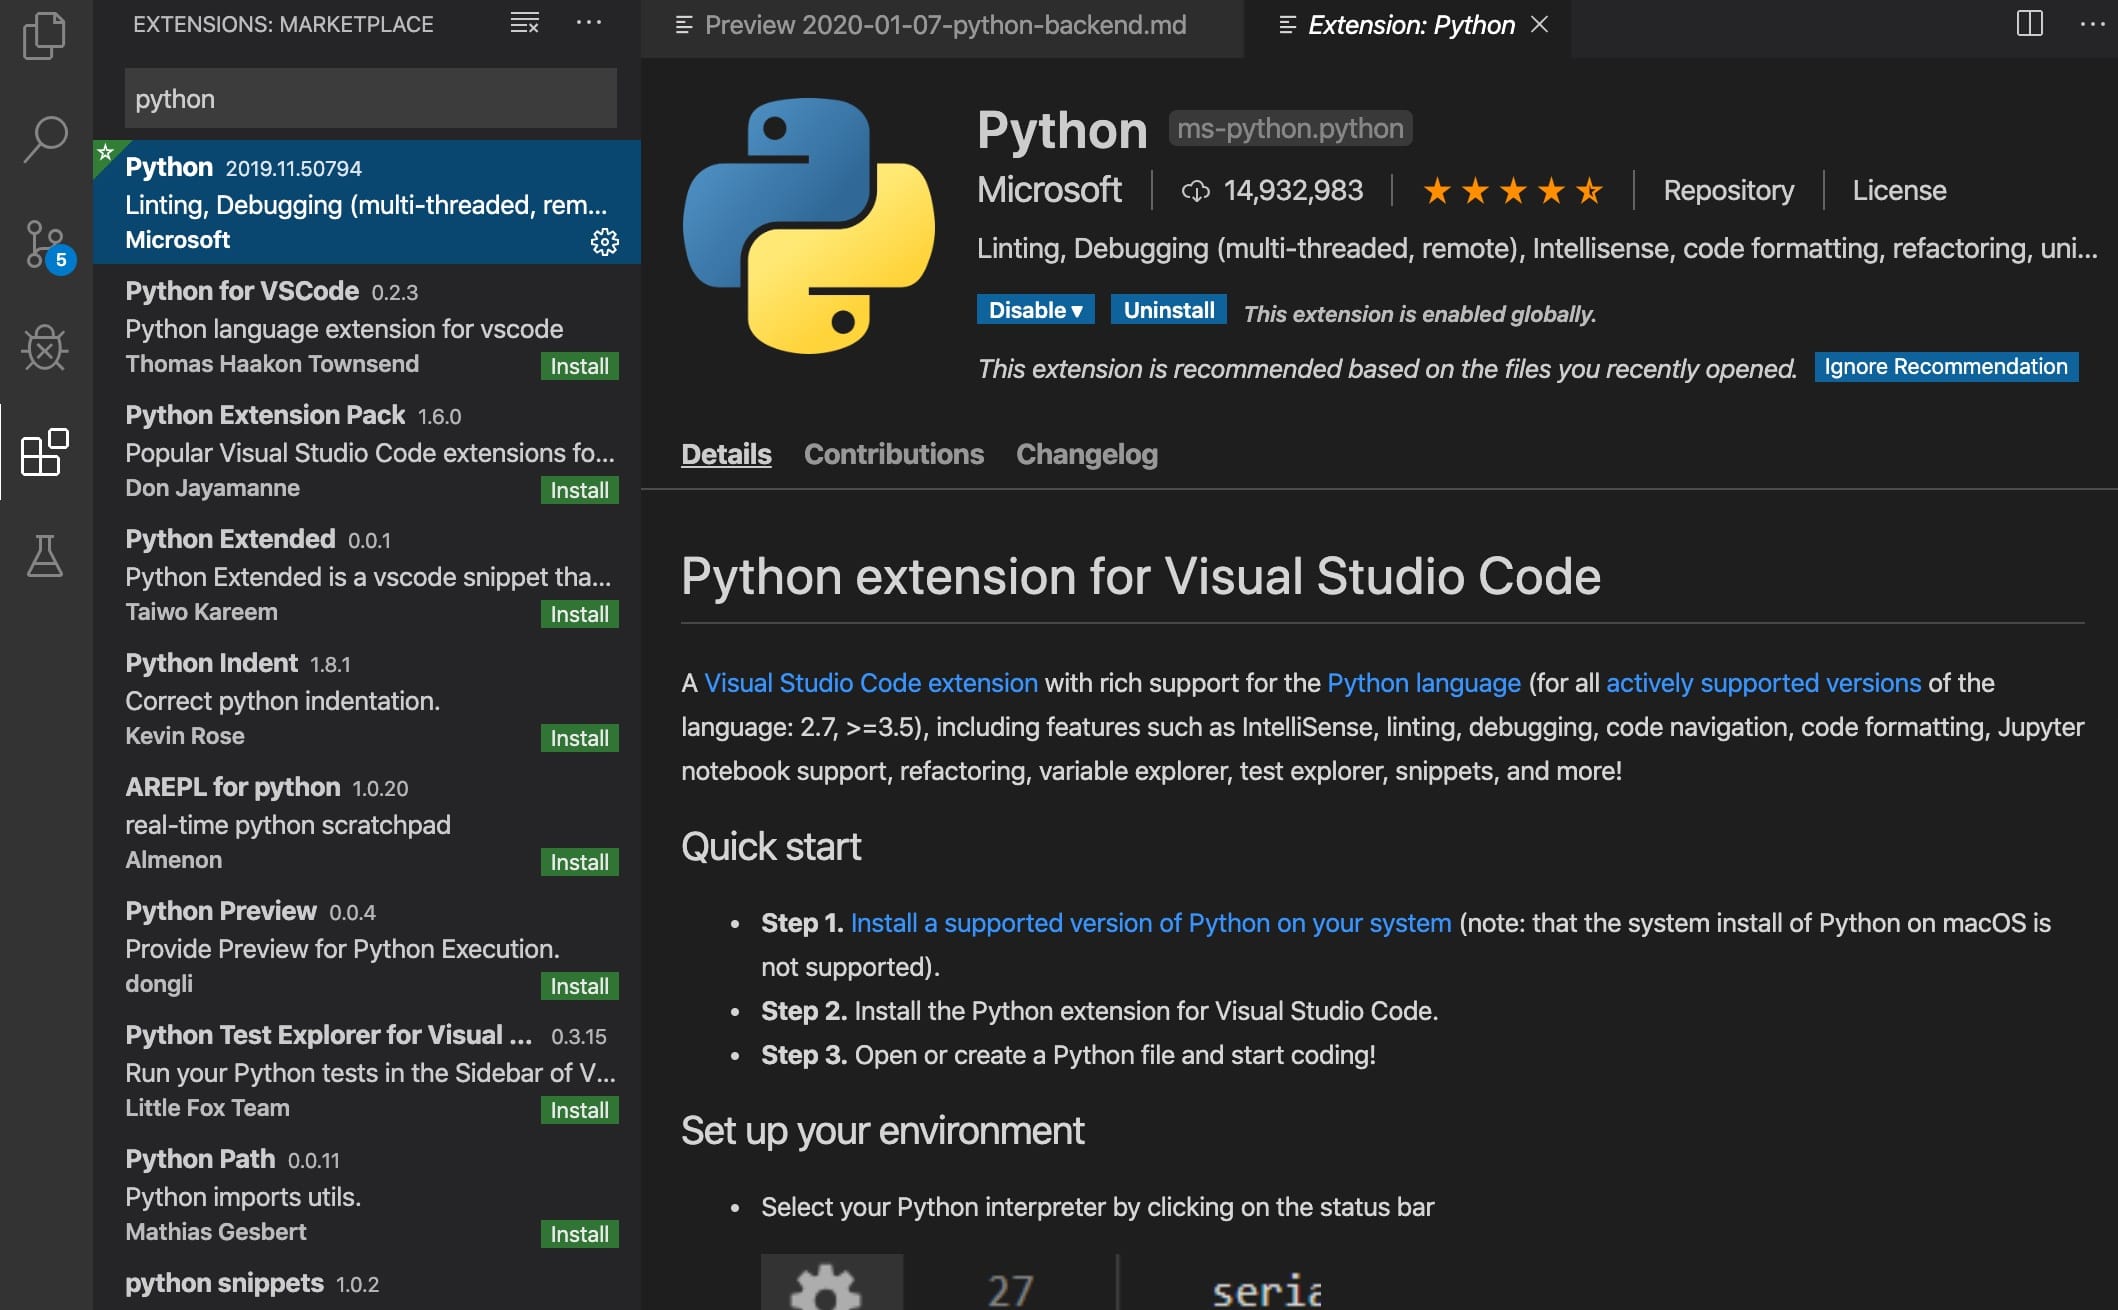 EXTENSIONS: MARKETPLACE
python
Python 2019.11.50794
Linting, Debugging (multi-threaded, rem...
Microsoft
5
Python for VSCode 0.2.3
Python language extension for vscode
Thomas Haakon Townsend
Install
Python Extension Pack 1.6.0
Popular Visual Studio Code extensions fo...
Don Jayamanne
Install
Python Extended 0.0.1
Python Extended is a vscode snippet tha...
Taiwo Kareem
Install
Python Indent 1.8.1
Correct python indentation.
Kevin Rose
Install
AREPL for python 1.0.20
real-time python scratchpad
Almenon
Install
Python Preview 0.0.4
Provide Preview for Python Execution.
dongli
Install
Python Test Explorer for Visual ... 0.3.15
Run your Python tests in the Sidebar of V...
Little Fox Team
Install
Python Path 0.0.11
Python imports utils.
Mathias Gesbert
Install
python snippets 1.0.2
Preview 2020-01-07-python-backend.md
Extension: Python
Python ms-python.python
Microsoft 14,932,983 Repository License
Linting, Debugging (multi-threaded, remote), Intellisense, code formatting, refactoring, uni...
Disable ▾ Uninstall This extension is enabled globally.
This extension is recommended based on the files you recently opened. Ignore Recommendation
Details Contributions Changelog
Python extension for Visual Studio Code
A Visual Studio Code extension with rich support for the Python language (for all actively supported versions of the
language: 2.7, >=3.5), including features such as IntelliSense, linting, debugging, code navigation, code formatting, Jupyter
notebook support, refactoring, variable explorer, test explorer, snippets, and more!
Quick start
• Step 1. Install a supported version of Python on your system (note: that the system install of Python on macOS is
not supported).
• Step 2. Install the Python extension for Visual Studio Code.
• Step 3. Open or create a Python file and start coding!
Set up your environment
• Select your Python interpreter by clicking on the status bar
27